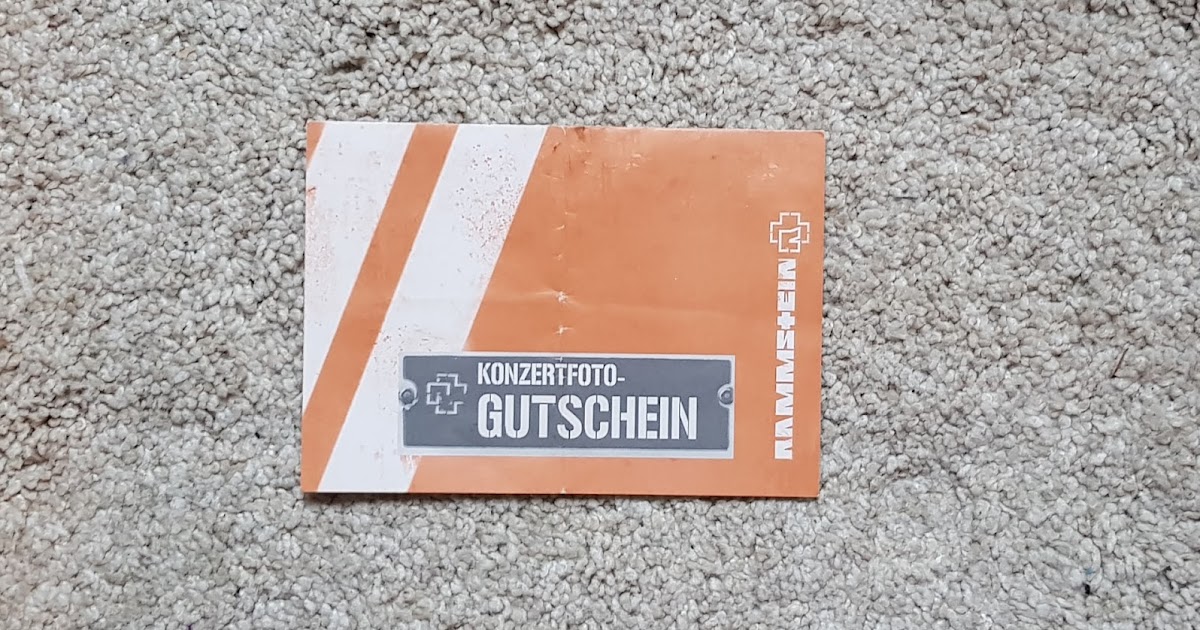 KONZERTFOTO-
GUTSCHEIN
RAMMSTEIN